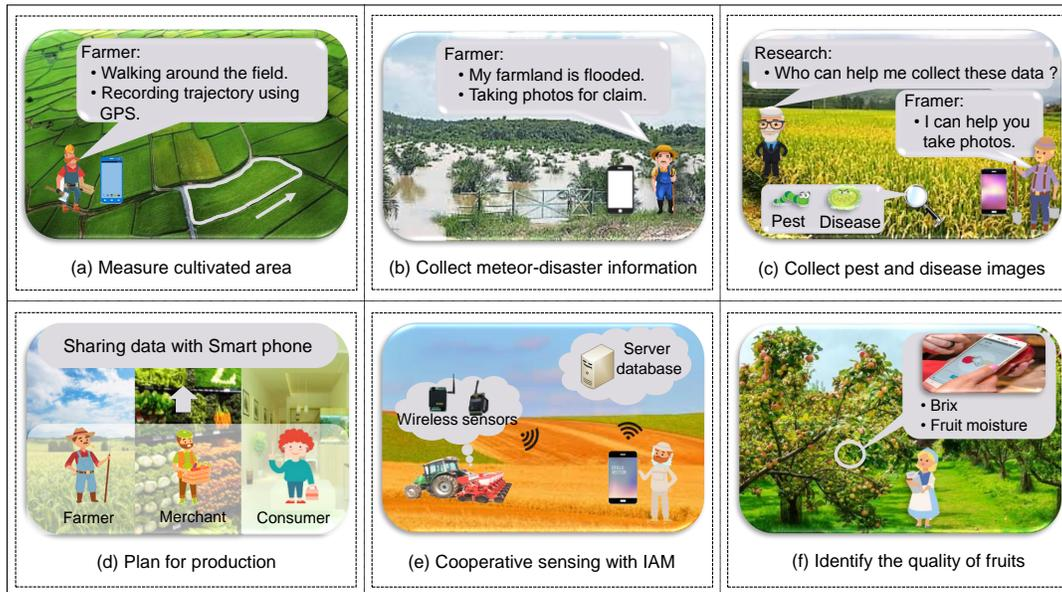 Farmer:
• Walking around the field.
• Recording trajectory using
GPS.
(a) Measure cultivated area
Farmer:
• My farmland is flooded.
• Taking photos for claim.
(b) Collect meteor-disaster information
Research:
• Who can help me collect these data ?
Framer:
• I can help you
take photos.
Pest
Disease
(c) Collect pest and disease images
Sharing data with Smart phone
Farmer
Merchant
Consumer
(d) Plan for production
Server
database
Wireless sensors
(e) Cooperative sensing with IAM
• Brix
• Fruit moisture
(f) Identify the quality of fruits